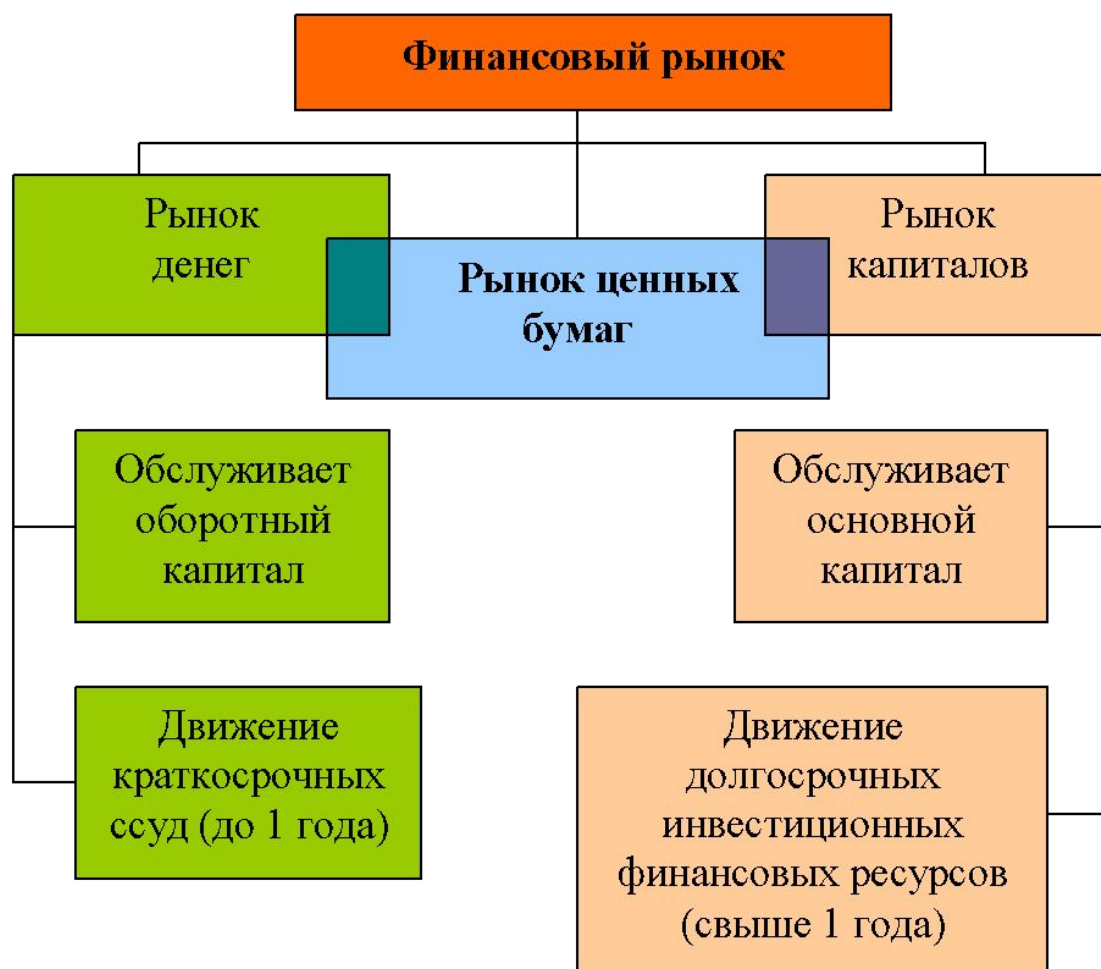 Финансовый рынок
Рынок
денег
Рынок ценных
бумаг
Рынок
капиталов
Обслуживает
оборотный
капитал
Обслуживает
основной
капитал
Движение
краткосрочных
ссуд (до 1 года)
Движение
долгосрочных
инвестиционных
финансовых ресурсов
(свыше 1 года)